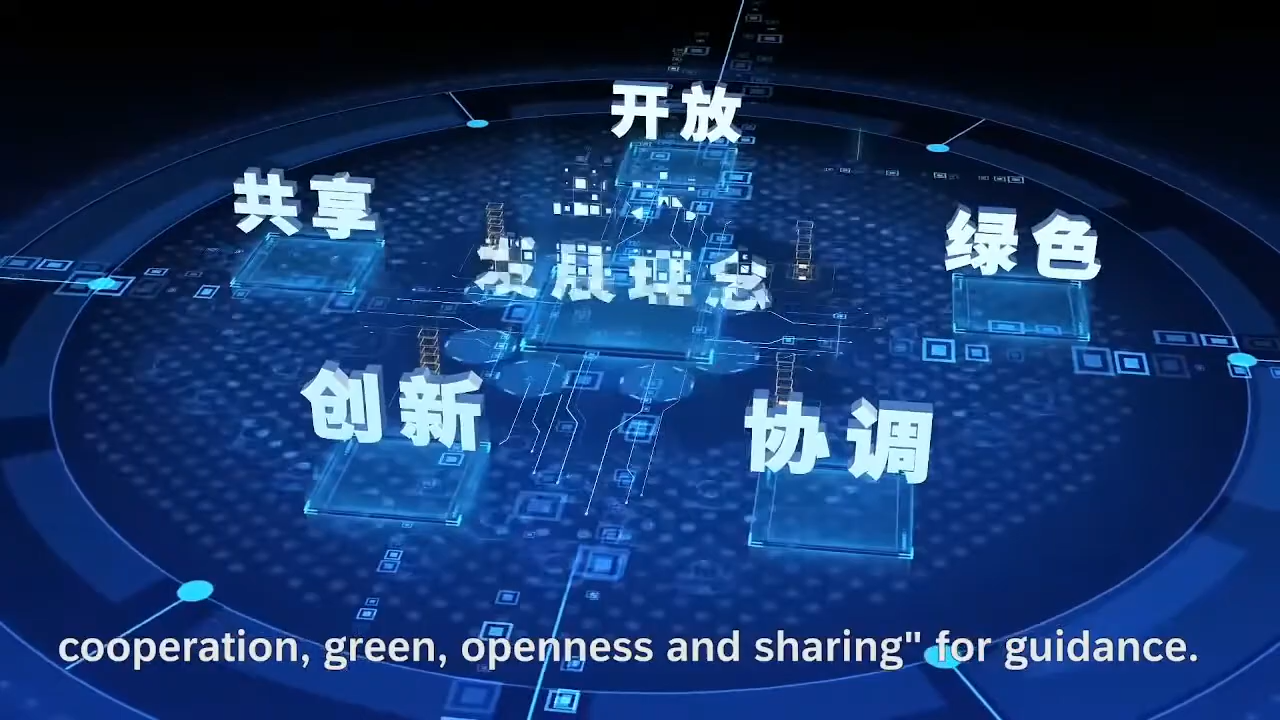 开放
共享
绿色
发展理念
创新
协调
cooperation, green, openness and sharing" for guidance.